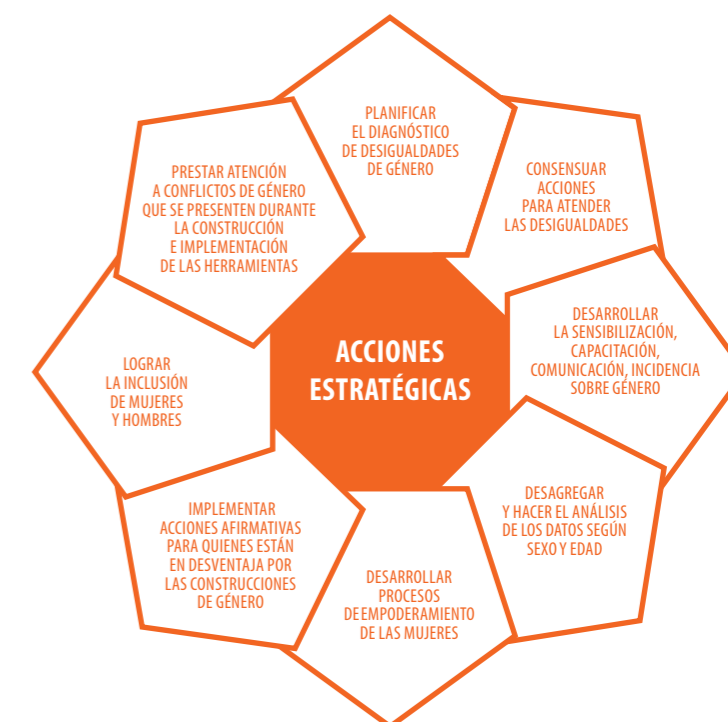 PLANIFICAR
EL DIAGNÓSTICO
DE DESIGUALDADES
DE GÉNERO
CONSENSUAR
ACCIONES
PARA ATENDER
LAS DESIGUALDADES
DESARROLLAR
LA SENSIBILIZACIÓN,
CAPACITACIÓN,
COMUNICACIÓN, INCIDENCIA
SOBRE GÉNERO
DESAGREGAR
Y HACER EL ANÁLISIS
DE LOS DATOS SEGÚN
SEXO Y EDAD
DESARROLLAR
PROCESOS
DE EMPODERAMIENTO
DE LAS MUJERES
IMPLEMENTAR
ACCIONES AFIRMATIVAS
PARA QUIENES ESTÁN
EN DESVENTAJA POR
LAS CONSTRUCCIONES
DE GÉNERO
LOGRAR
LA INCLUSIÓN
DE MUJERES
Y HOMBRES
PRESTAR ATENCIÓN
A CONFLICTOS DE GÉNERO
QUE SE PRESENTEN DURANTE
LA CONSTRUCCIÓN
E IMPLEMENTACIÓN
DE LAS HERRAMIENTAS
ACCIONES
ESTRATÉGICAS